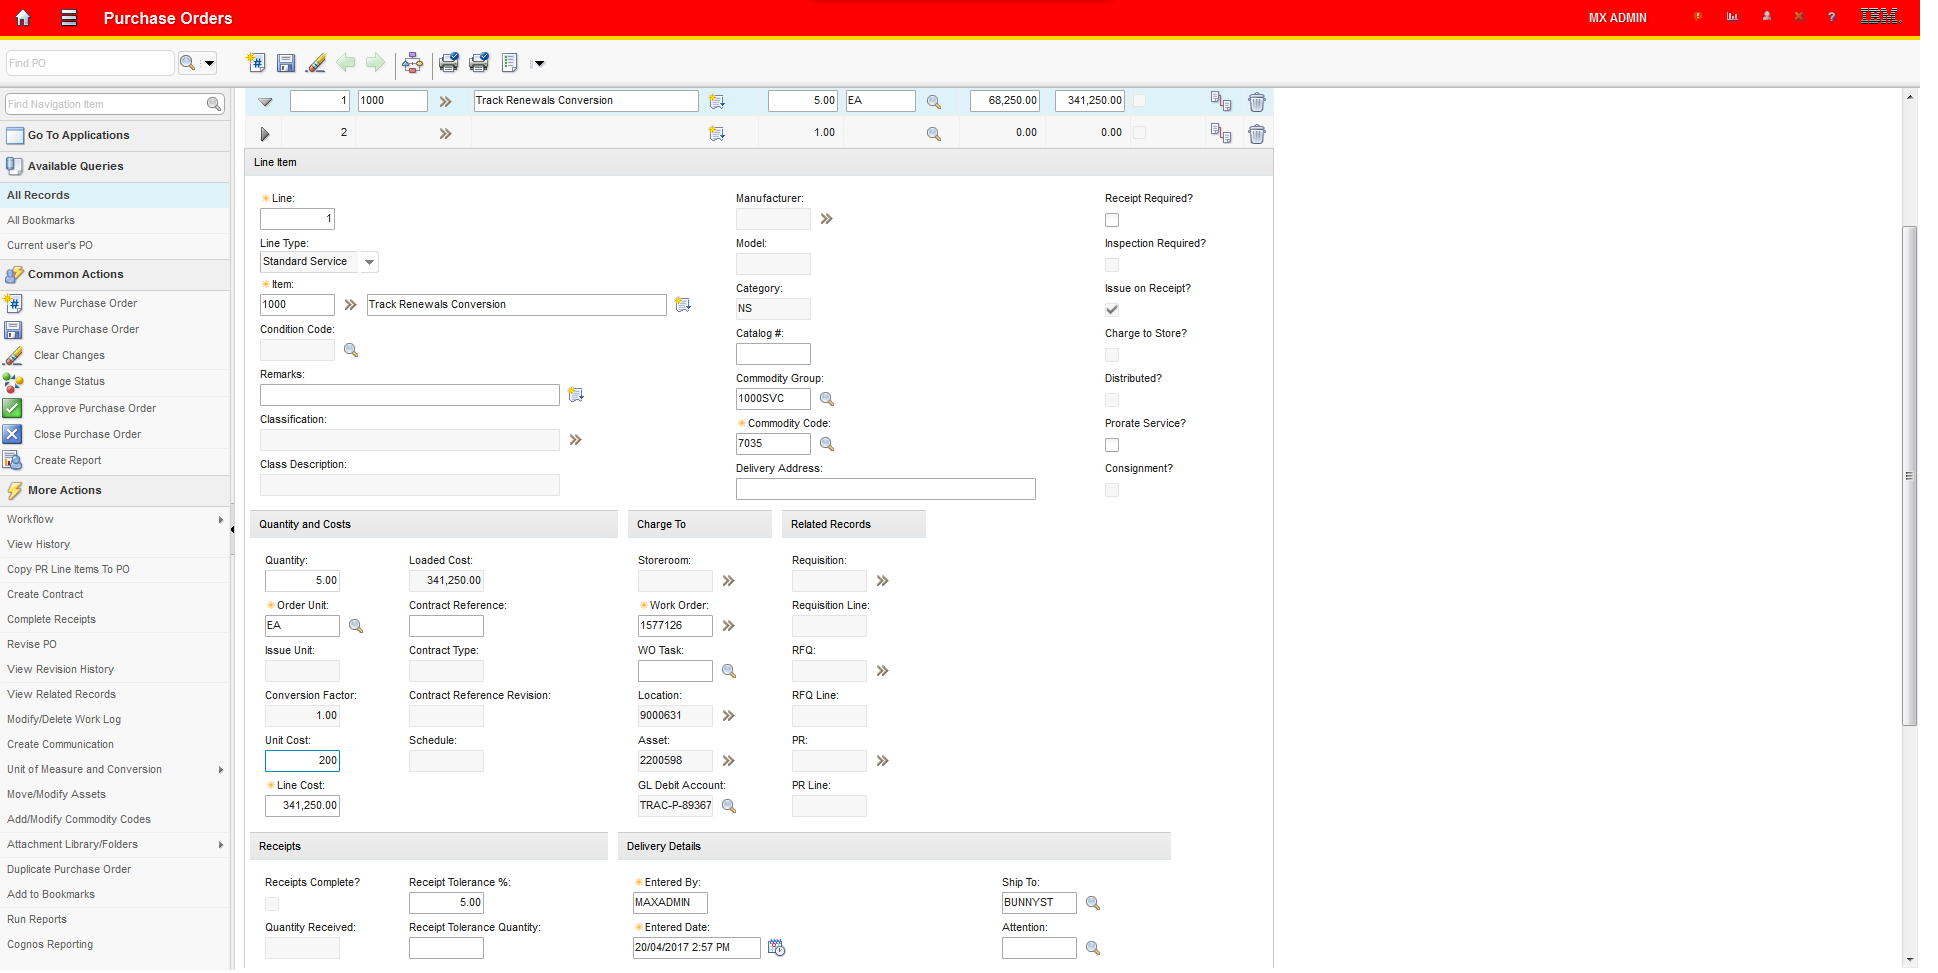 Purchase Orders
MX ADMIN
?
IBM.
Find PO
Find Navigation Item
Go To Applications
Available Queries
All Records
All Bookmarks
Current user's PO
Common Actions
New Purchase Order
Save Purchase Order
Clear Changes
Change Status
Approve Purchase Order
Close Purchase Order
Create Report
More Actions
Workflow
View History
Copy PR Line Items To PO
Create Contract
Complete Receipts
Revise PO
View Revision History
View Related Records
Modify/Delete Work Log
Create Communication
Unit of Measure and Conversion
Move/Modify Assets
Add/Modify Commodity Codes
Attachment Library/Folders
Duplicate Purchase Order
Add to Bookmarks
Run Reports
Cognos Reporting
1 1000 Track Renewals Conversion 5.00 EA 68,250.00 341,250.00
2 1.00 0.00 0.00
Line Item
Line:
1
Line Type:
Standard Service
Item:
1000 Track Renewals Conversion
Condition Code:
Remarks:
Classification:
Class Description:
Manufacturer:
Model:
Category:
NS
Catalog #:
Commodity Group:
1000SVC
Commodity Code:
7035
Delivery Address:
Receipt Required?
Inspection Required?
Issue on Receipt?
Charge to Store?
Distributed?
Prorate Service?
Consignment?
Quantity and Costs
Quantity:
5.00
Order Unit:
EA
Issue Unit:
Conversion Factor:
1.00
Unit Cost:
200
Line Cost:
341,250.00
Loaded Cost:
341,250.00
Contract Reference:
Contract Type:
Contract Reference Revision:
Schedule:
Charge To
Storeroom:
Work Order:
1577126
WO Task:
Location:
9000631
Asset:
2200598
GL Debit Account:
TRAC-P-89367
Related Records
Requisition:
Requisition Line:
RFQ:
RFQ Line:
PR:
PR Line:
Receipts
Receipts Complete?
Quantity Received:
Receipt Tolerance %:
5.00
Receipt Tolerance Quantity:
Delivery Details
Entered By:
MAXADMIN
Entered Date:
20/04/2017 2:57 PM
Ship To:
BUNNYST
Attention: